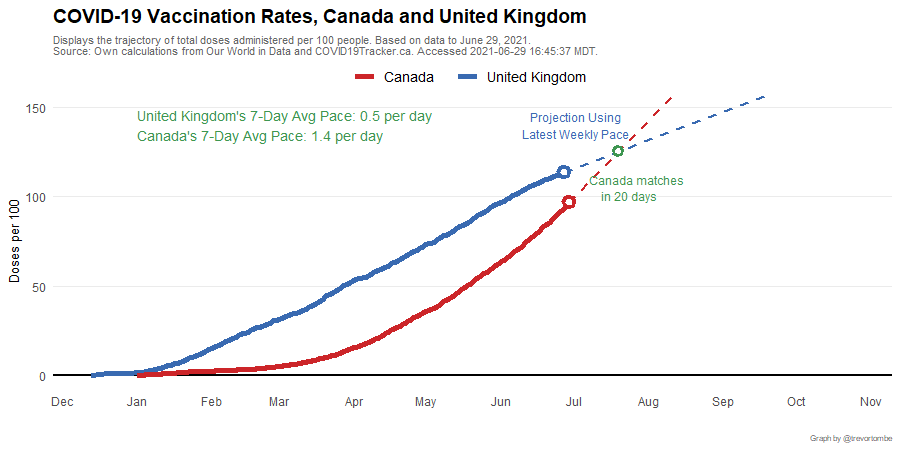 COVID-19 Vaccination Rates, Canada and United Kingdom
Displays the trajectory of total doses administered per 100 people. Based on data to June 29, 2021.
Source: Own calculations from Our World in Data and COVID19Tracker.ca. Accessed 2021-06-29 16:45:37 MDT.
Canada United Kingdom
United Kingdom's 7-Day Avg Pace: 0.5 per day
Canada's 7-Day Avg Pace: 1.4 per day
Projection Using
Latest Weekly Pace
Canada matches
in 20 days
Doses per 100
150
100
50
0
Dec Jan Feb Mar Apr May Jun Jul Aug Sep Oct Nov
Graph by @trevortombe